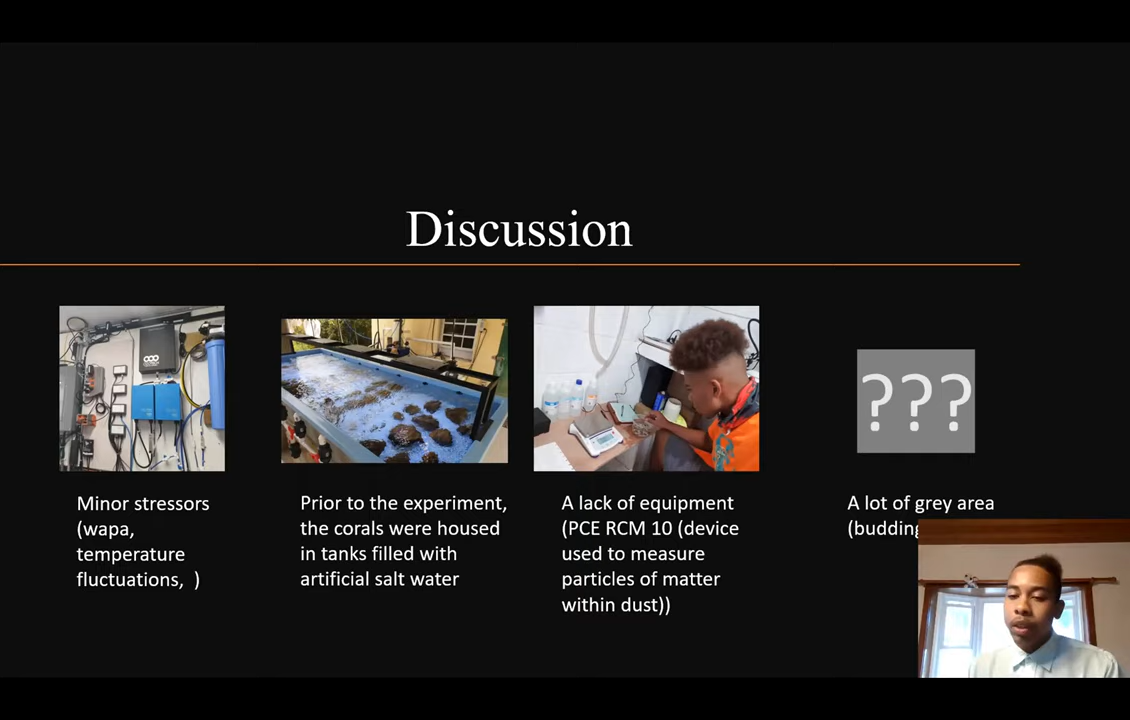 Discussion
???
Minor stressors
(wapa,
temperature
fluctuations,  )
Prior to the experiment,
the corals were housed
in tanks filled with
artificial salt water
A lack of equipment
(PCE RCM 10 (device
used to measure
particles of matter
within dust))
A lot of grey area